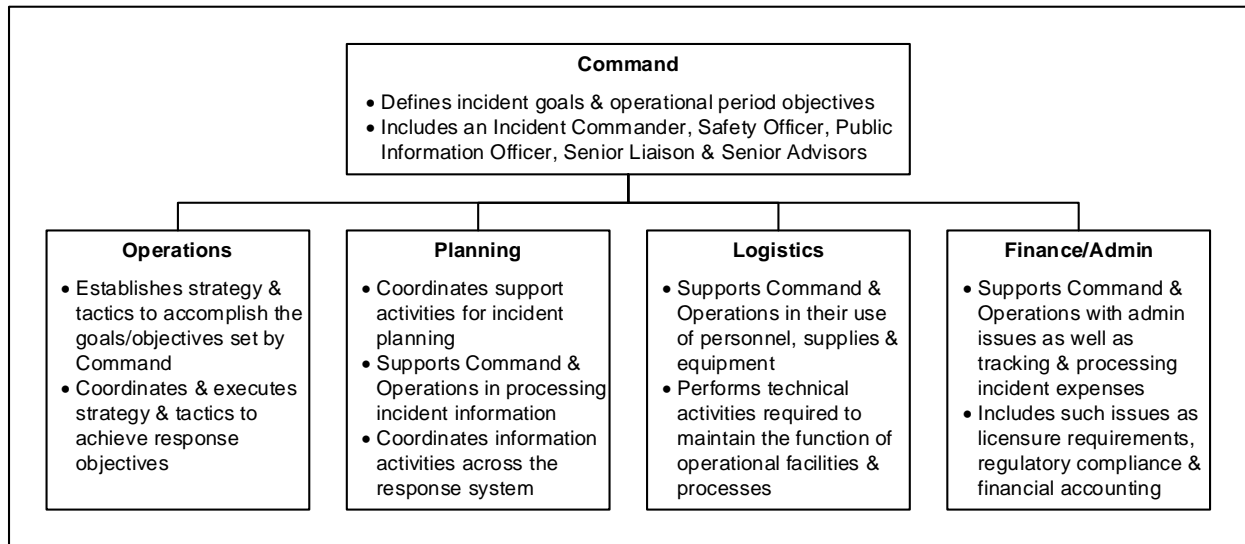 Command
• Defines incident goals & operational period objectives
• Includes an Incident Commander, Safety Officer, Public
Information Officer, Senior Liaison & Senior Advisors
Operations
• Establishes strategy &
tactics to accomplish the
goals/objectives set by
Command
• Coordinates & executes
strategy & tactics to
achieve response
objectives
Planning
• Coordinates support
activities for incident
planning
• Supports Command &
Operations in processing
incident information
• Coordinates information
activities across the
response system
Logistics
• Supports Command &
Operations in their use
of personnel, supplies &
equipment
• Performs technical
activities required to
maintain the function of
operational facilities &
processes
Finance/Admin
• Supports Command &
Operations with admin
issues as well as
tracking & processing
incident expenses
• Includes such issues as
licensure requirements,
regulatory compliance &
financial accounting